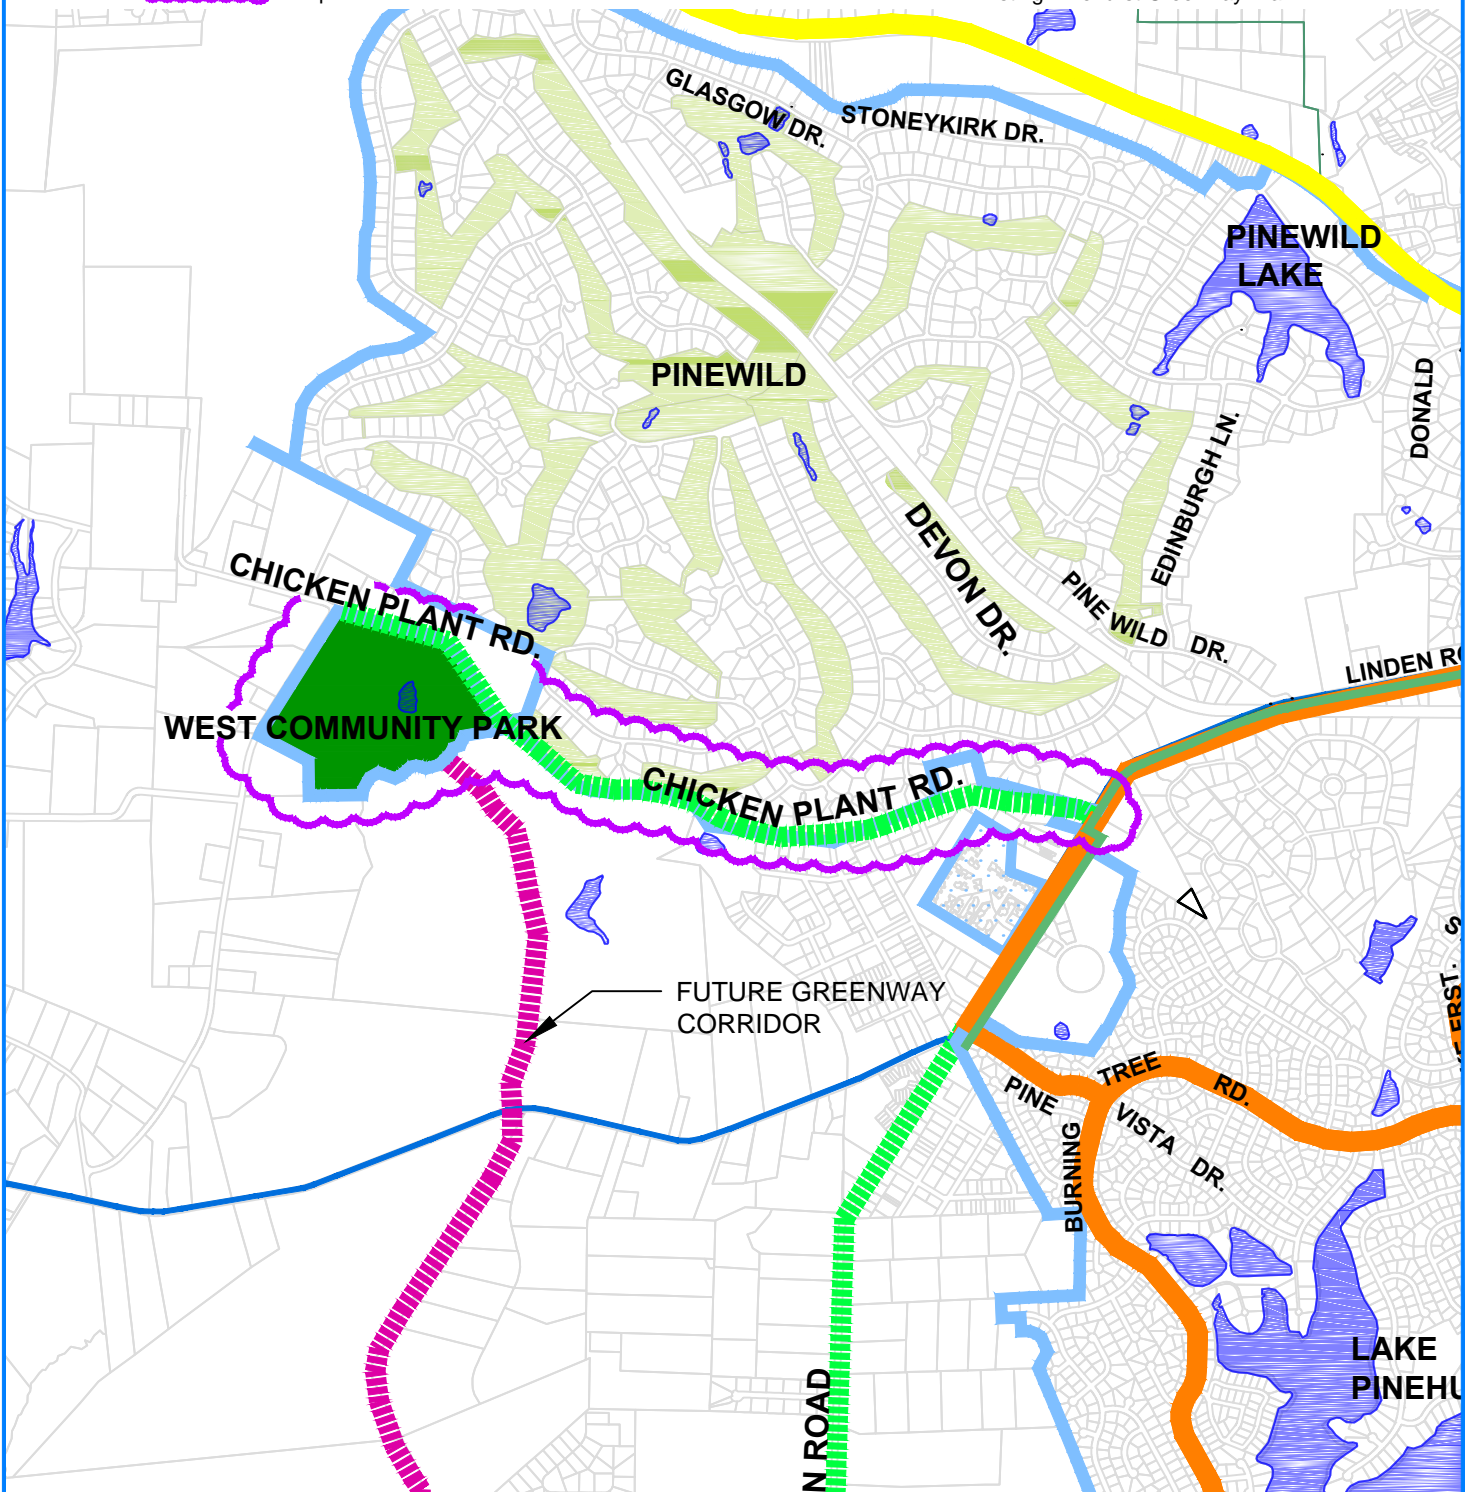 GLASGOW DR.
STONEYKIRK DR.
PINEWILD
LAKE
PINEWILD
DONALD
EDINBURGH LN.
DEVON DR.
PINE WILD DR.
CHICKEN PLANT RD.
LINDEN
WEST COMMUNITY PARK
CHICKEN PLANT RD.
FUTURE GREENWAY
CORRIDOR
PINE VISTA DR.
BURNING TREE RD.
LAKE
ROAD